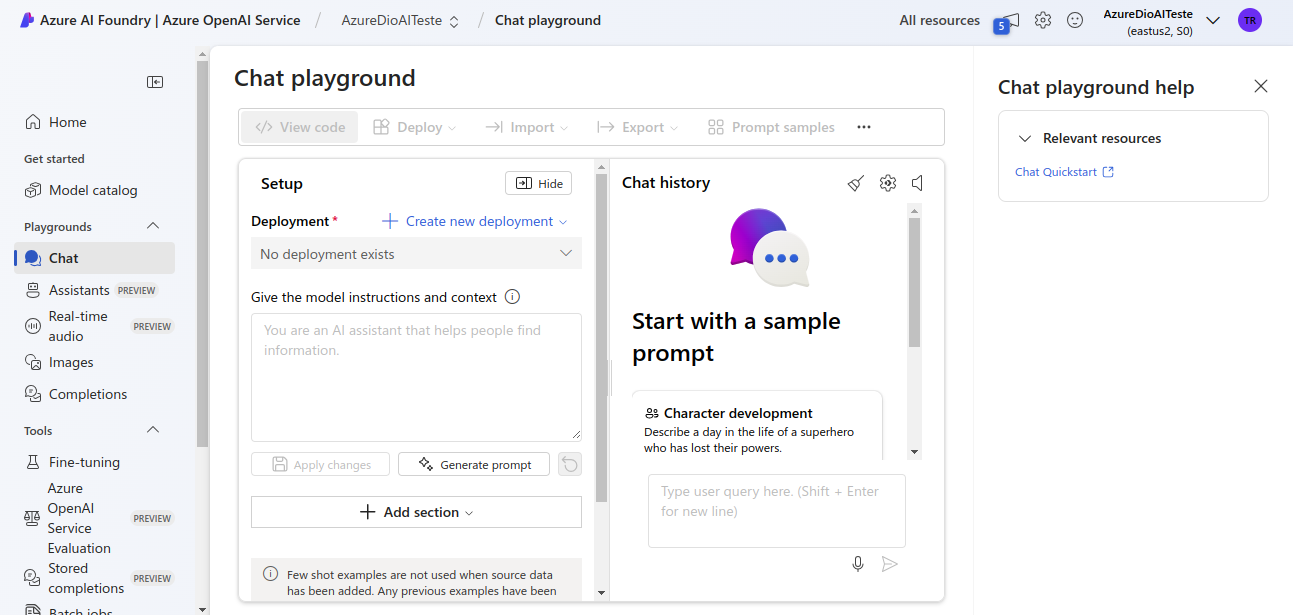 Azure AI Foundry | Azure OpenAI Service / AzureDioAITeste / Chat playground
All resources
5
AzureDioAITeste
(eastus2, S0)
TR
Home
Get started
Model catalog
Playgrounds
Chat
Assistants PREVIEW
Real-time
audio
PREVIEW
Images
Completions
Tools
Fine-tuning
Azure
OpenAI
Service
Evaluation
PREVIEW
Stored
completions
PREVIEW
Batch jobs
Chat playground
View code Deploy Import Export Prompt samples ...
Setup
Hide
Deployment *
Create new deployment
No deployment exists
Give the model instructions and context
You are an AI assistant that helps people find
information.
Apply changes
Generate prompt
Add section
Few shot examples are not used when source data
has been added. Any previous examples have been
Chat history
Start with a sample
prompt
Character development
Describe a day in the life of a superhero
who has lost their powers.
Type user query here. (Shift + Enter
for new line)
Chat playground help
Relevant resources
Chat Quickstart